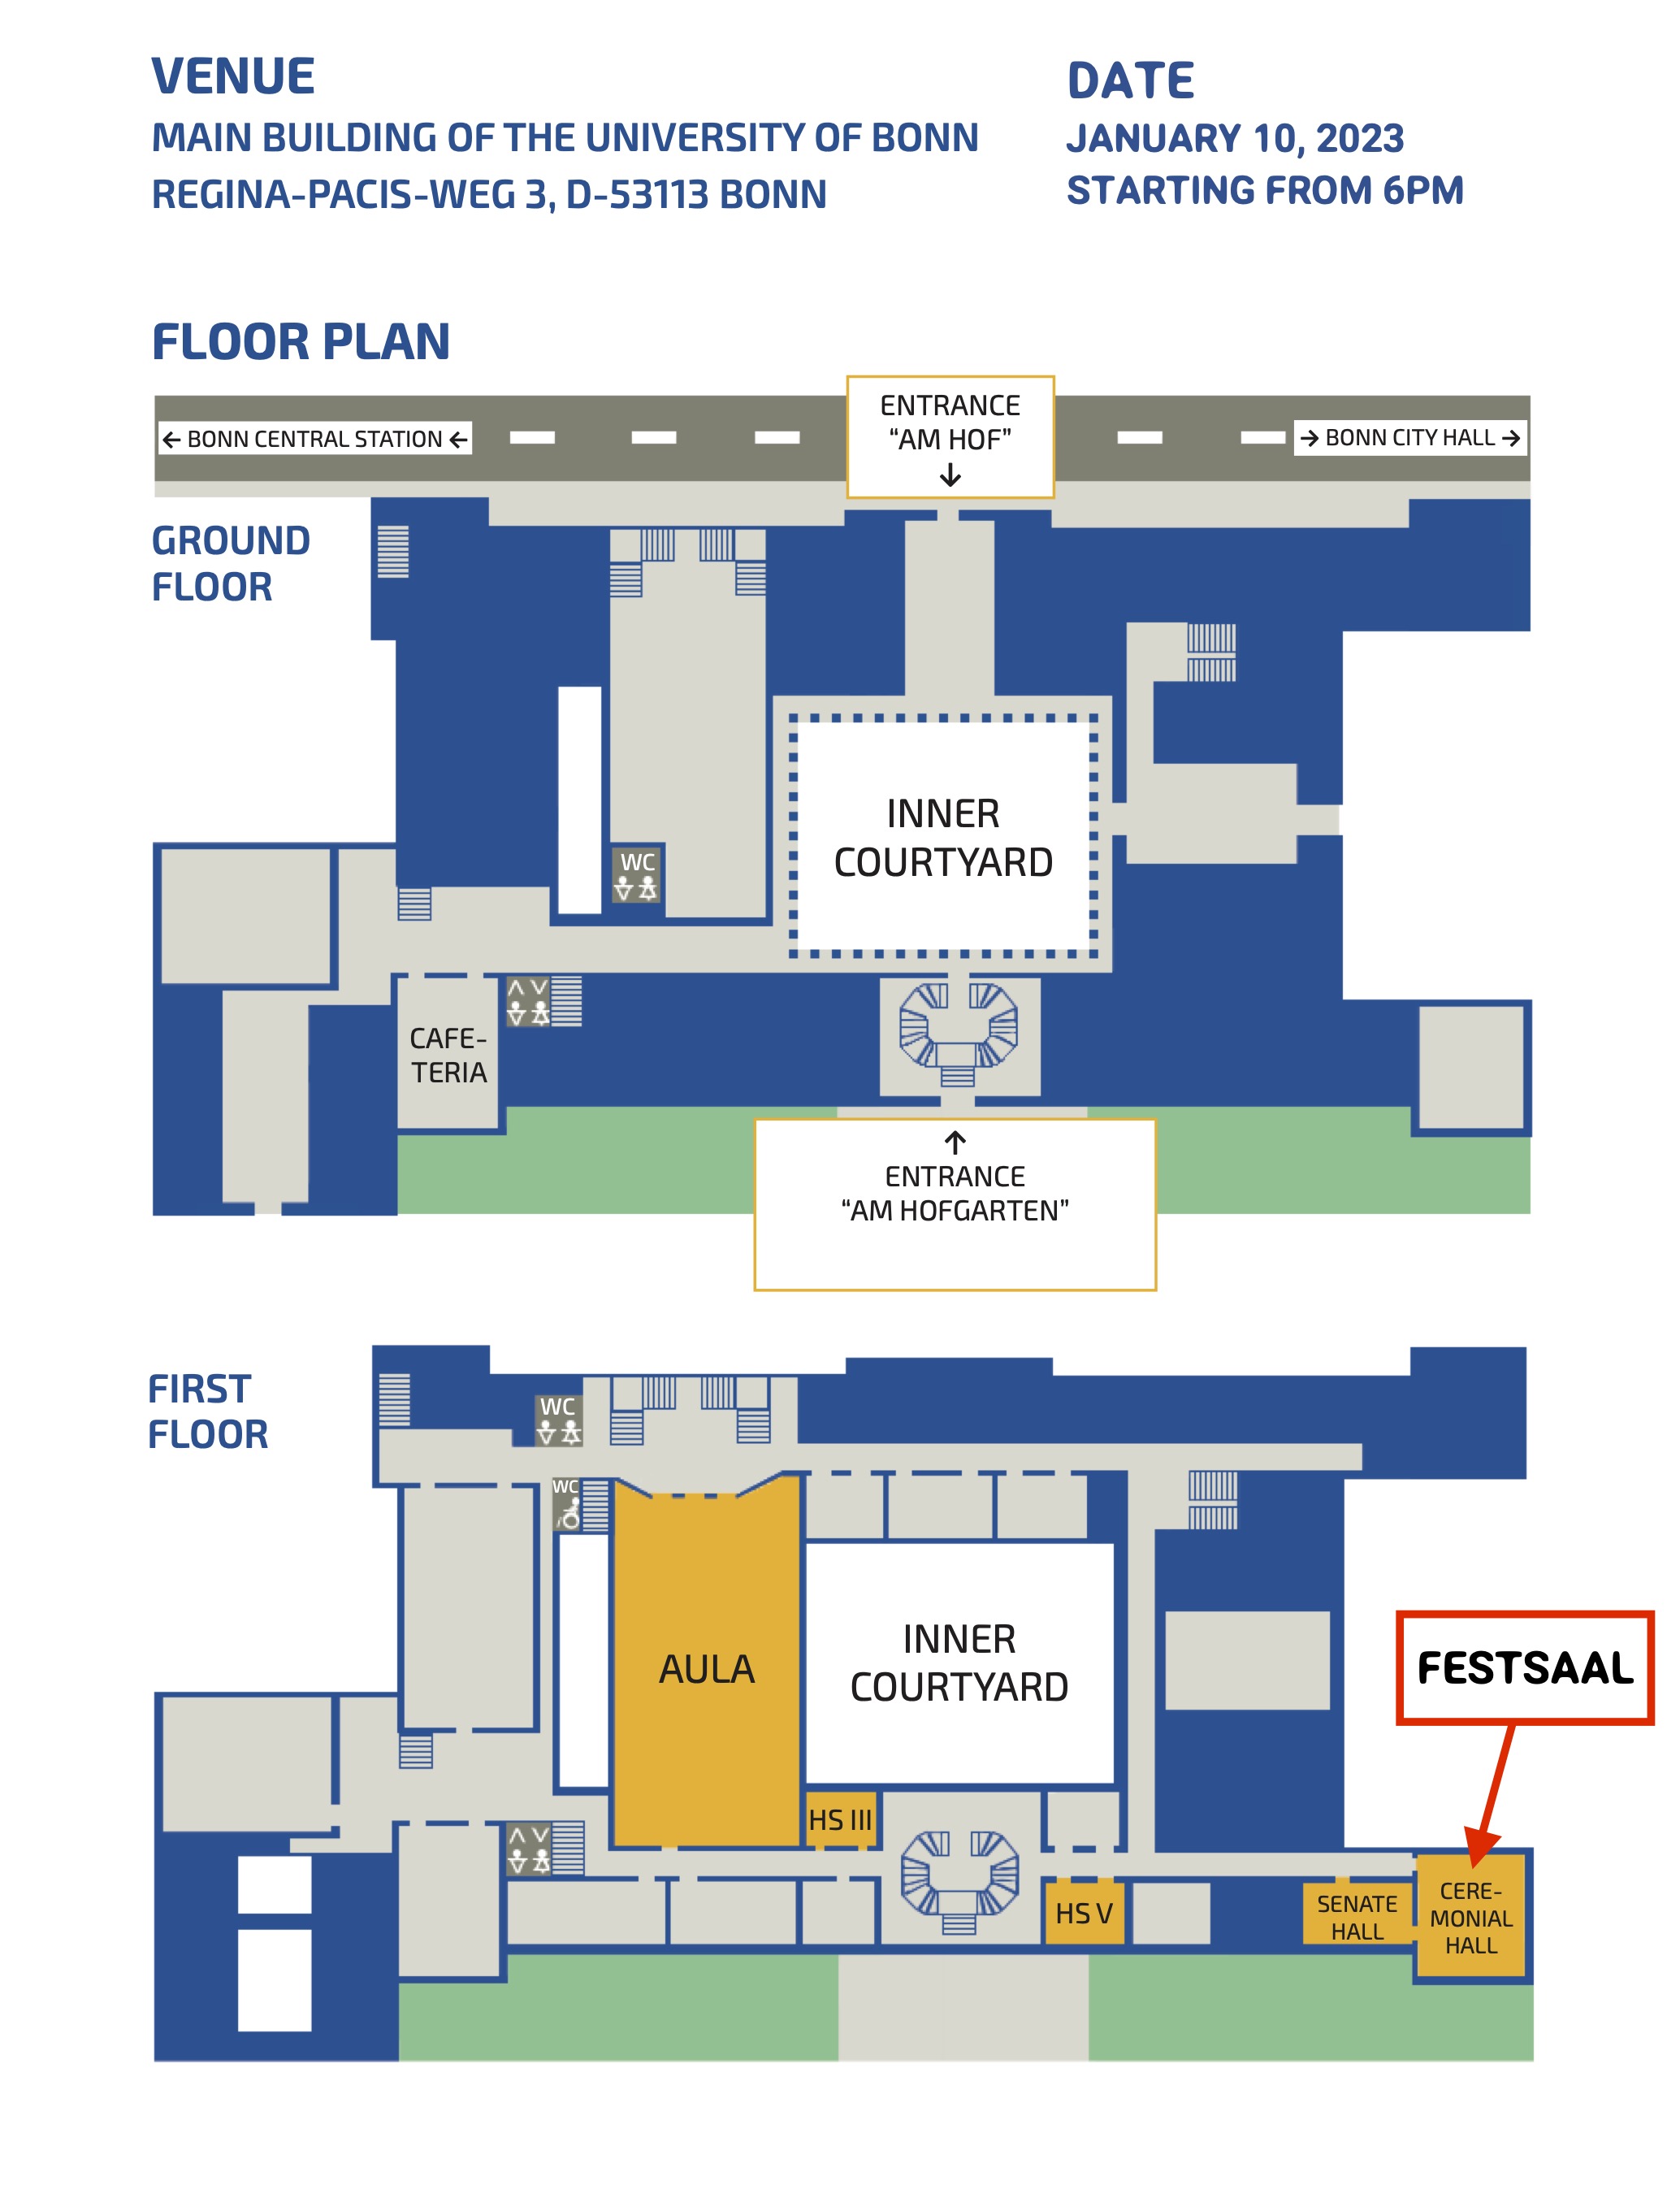 VENUE
MAIN BUILDING OF THE UNIVERSITY OF BONN
REGINA-PACIS-WEG 3, D-53113 BONN
DATE
JANUARY 10, 2023
STARTING FROM 6PM
FLOOR PLAN
← BONN CENTRAL STATION ←
ENTRANCE
“AM HOF”
↓
→ BONN CITY HALL →
GROUND
FLOOR
INNER
COURTYARD
WC
CAFE-
TERIA
↑
ENTRANCE
“AM HOFGARTEN”
FIRST
FLOOR
WC
WC
AULA
INNER
COURTYARD
FESTSAAL
HS III
HS V
SENATE
HALL
CERE-
MONIAL
HALL